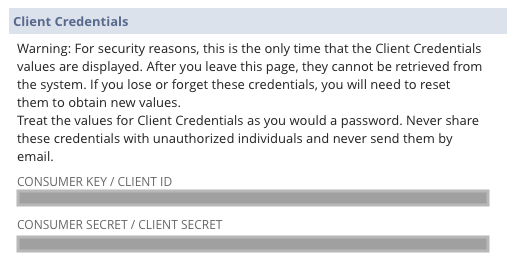 Client Credentials
Warning: For security reasons, this is the only time that the Client Credentials
values are displayed. After you leave this page, they cannot be retrieved from
the system. If you lose or forget these credentials, you will need to reset
them to obtain new values.
Treat the values for Client Credentials as you would a password. Never share
these credentials with unauthorized individuals and never send them by
email.
CONSUMER KEY / CLIENT ID
CONSUMER SECRET / CLIENT SECRET